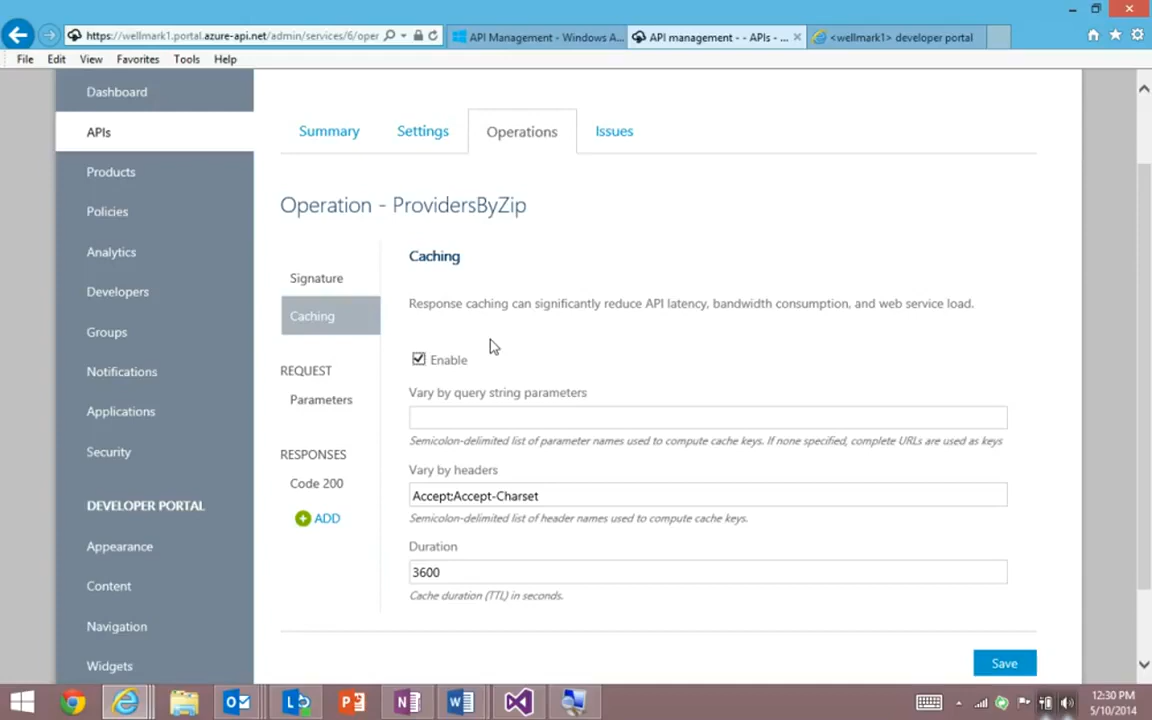 https://wellmark1.portal.azure-api.net/admin/services/6/oper
API Management - Windows A...
API management - - APIs - ...
<wellmark1> developer portal
File Edit View Favorites Tools Help
Dashboard
APIs
Products
Policies
Analytics
Developers
Groups
Notifications
Applications
Security
DEVELOPER PORTAL
Appearance
Content
Navigation
Widgets
Summary Settings Operations Issues
Operation - ProvidersByZip
Signature
Caching
REQUEST
Parameters
RESPONSES
Code 200
ADD
Caching
Response caching can significantly reduce API latency, bandwidth consumption, and web service load.
Enable
Vary by query string parameters
Semicolon-delimited list of parameter names used to compute cache keys. If none specified, complete URLs are used as keys
Vary by headers
Accept;Accept-Charset
Semicolon-delimited list of header names used to compute cache keys.
Duration
3600
Cache duration (TTL) in seconds.
Save
12:30 PM
5/10/2014